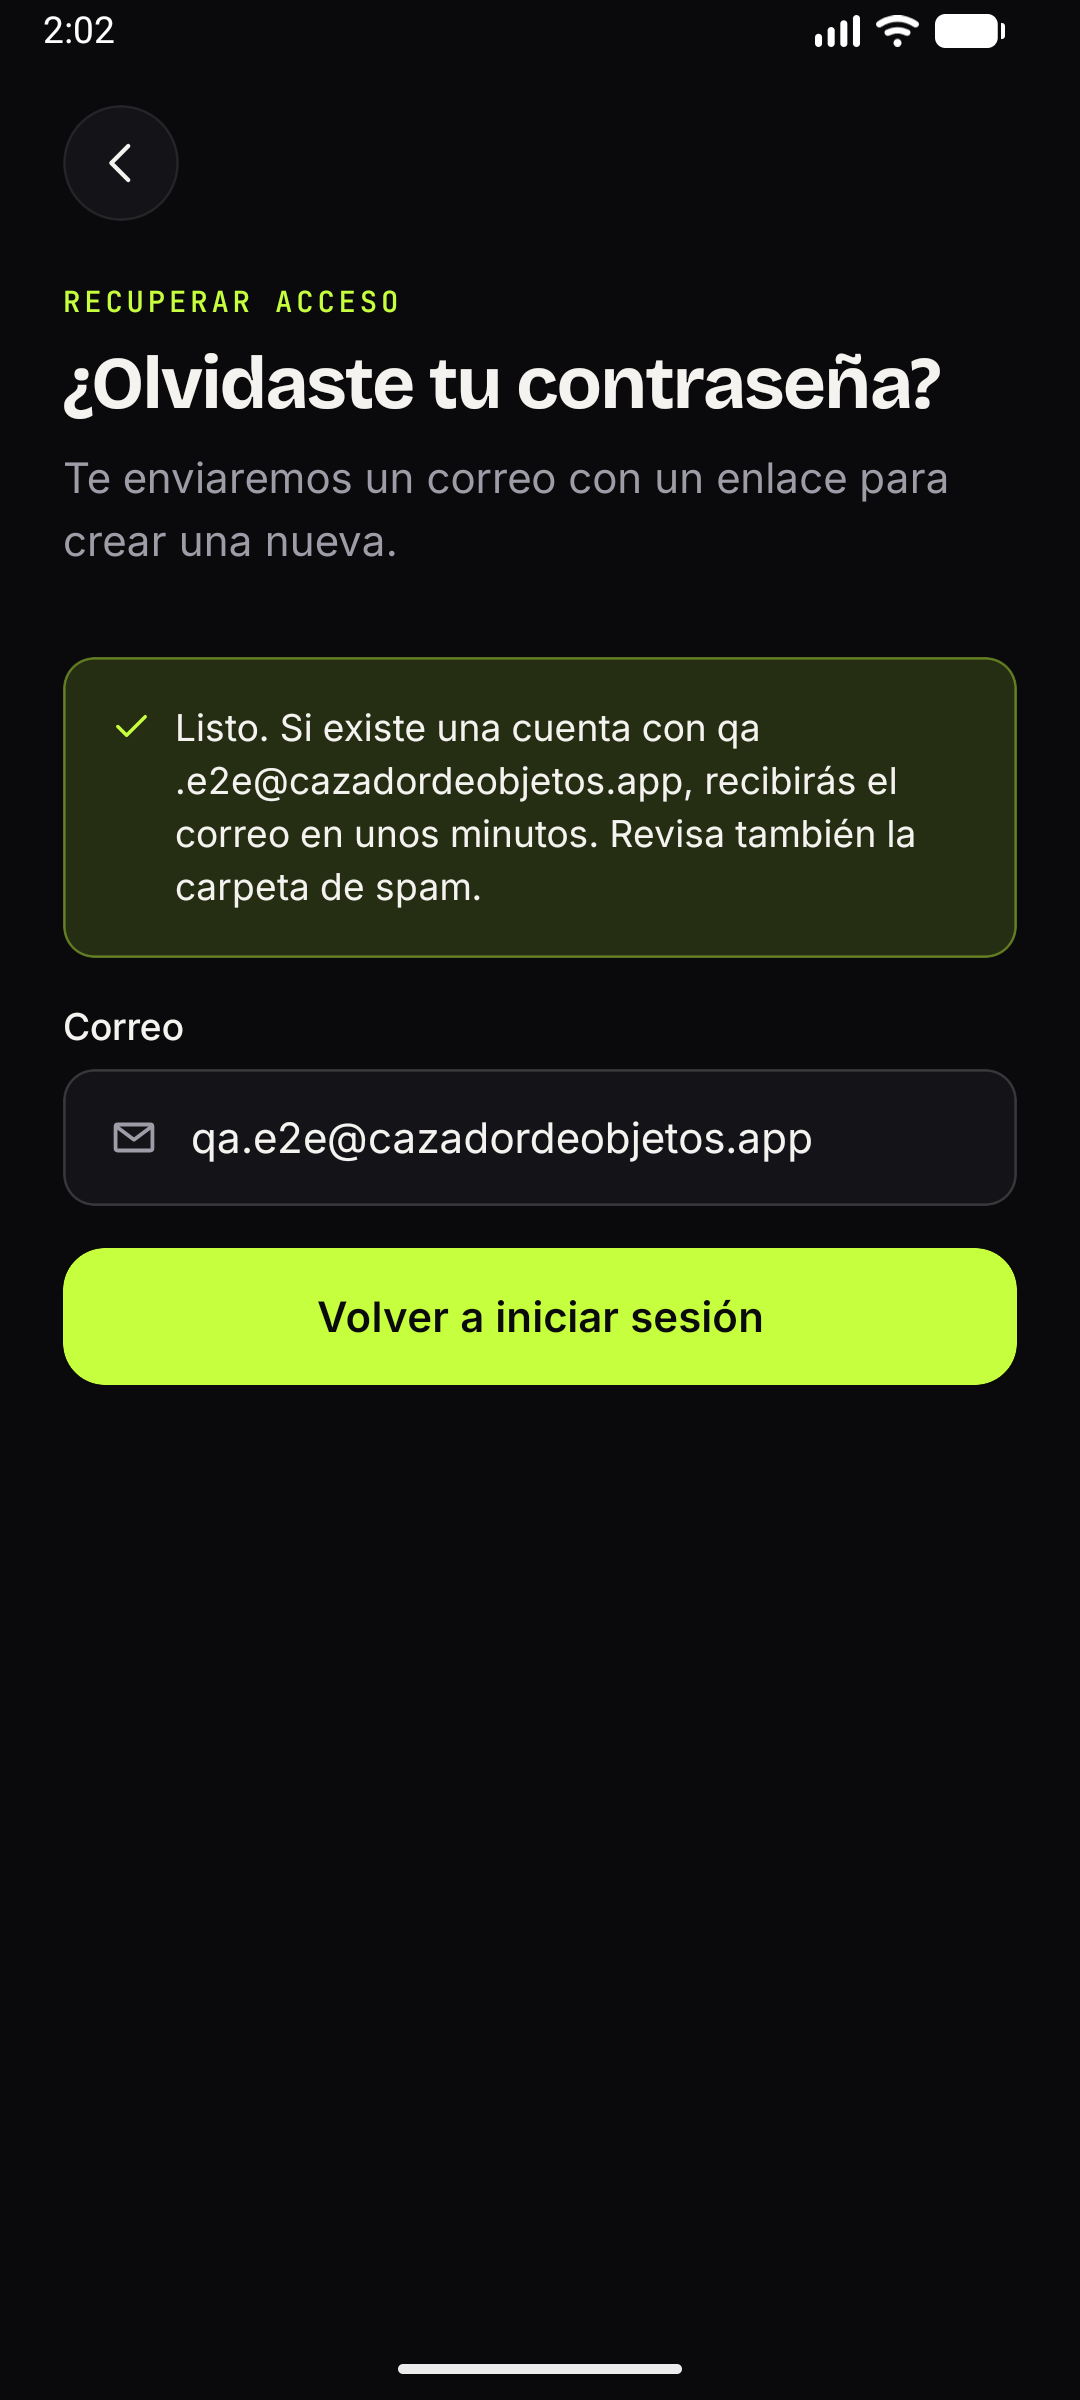 2:02
RECUPERAR ACCESO
¿Olvidaste tu contraseña?
Te enviaremos un correo con un enlace para
crear una nueva.
Listo. Si existe una cuenta con qa
.e2e@cazadordeobjetos.app, recibirás el
correo en unos minutos. Revisa también la
carpeta de spam.
Correo
qa.e2e@cazadordeobjetos.app
Volver a iniciar sesión